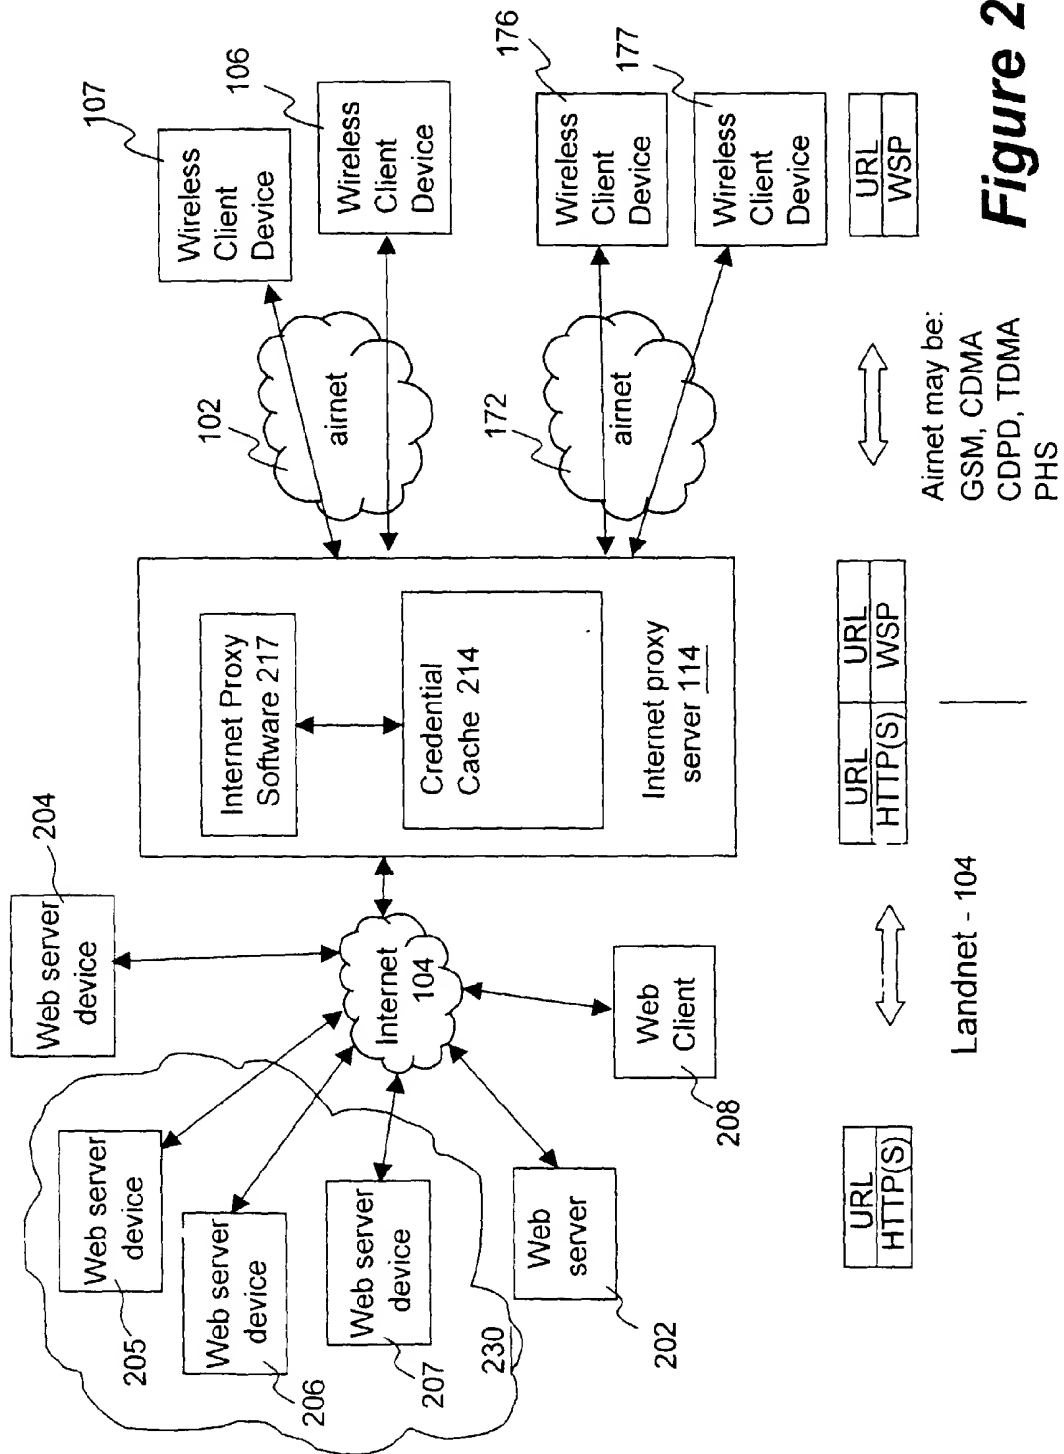 204
Web server
device
Web server
device
205
Web server
device
206
Web server
device
207
230
Web
server
202
Internet
104
Web
Client
208
Internet Proxy
Software 217
Credential
Cache 214
Internet proxy
server 114
102
airnet
172
airnet
107
Wireless
Client
Device
106
Wireless
Client
Device
176
Wireless
Client
Device
177
Wireless
Client
Device
URL
HTTP(S)
Landnet - 104
URL
HTTP(S)
URL
WSP
Airnet may be:
GSM, CDMA
CDPD, TDMA
PHS
URL
WSP
Figure 2
Web server
device